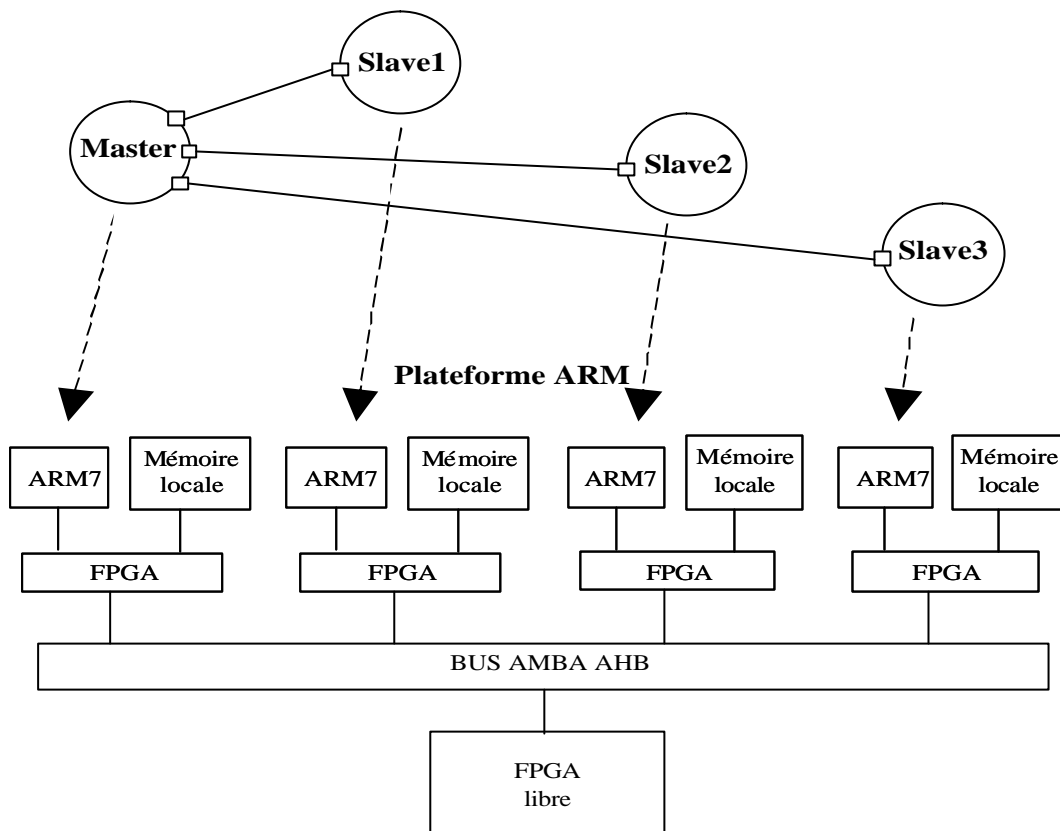 Slave1
Master
Slave2
Slave3
Plateforme ARM
ARM7
Mémoire
locale
ARM7
Mémoire
locale
ARM7
Mémoire
locale
ARM7
Mémoire
locale
FPGA
FPGA
FPGA
FPGA
BUS AMBA AHB
FPGA
libre